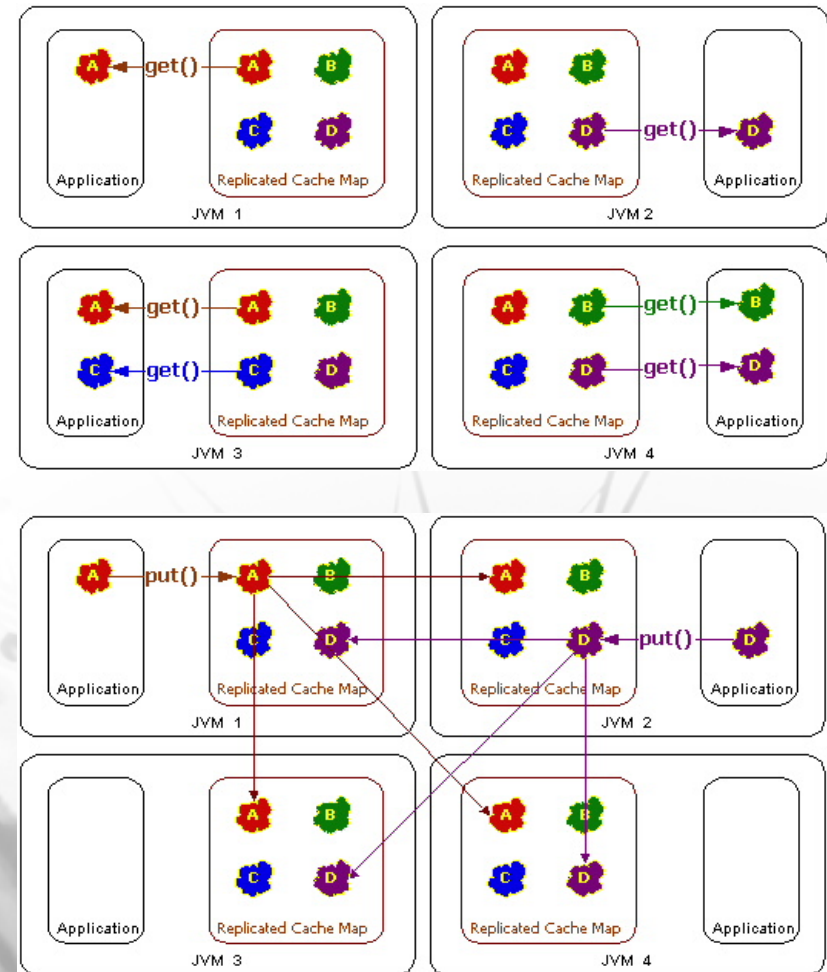 A get() A B
C D
Application Replicated Cache Map
JVM 1
A B
C D get() D
Replicated Cache Map Application
JVM 2
A get() A B
C get() C D
Application Replicated Cache Map
JVM 3
A B get() B
C D get() D
Replicated Cache Map Application
JVM 4
A put() A B
C D
Application Replicated Cache Map
JVM 1
A B
C D put() D
Replicated Cache Map Application
JVM 2
A B
C D
Application Replicated Cache Map
JVM 3
A B
C D
Replicated Cache Map Application
JVM 4